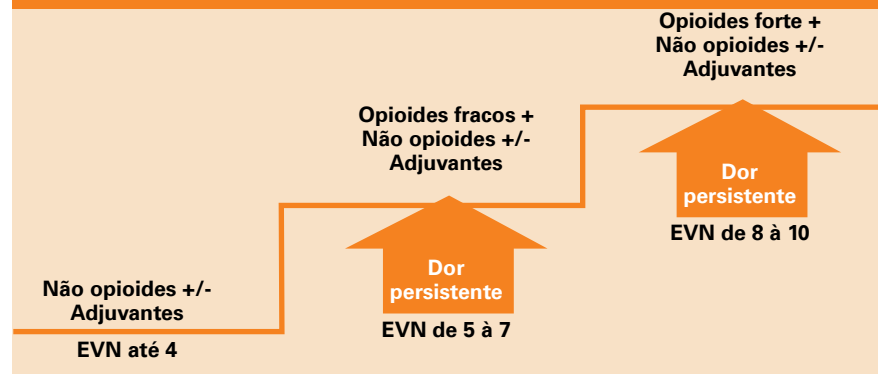 Opioides forte +
Não opioides +/-
Adjuvantes
Dor
persistente
EVN de 8 à 10
Opioides fracos +
Não opioides +/-
Adjuvantes
Dor
persistente
EVN de 5 à 7
Não opioides +/-
Adjuvantes
EVN até 4